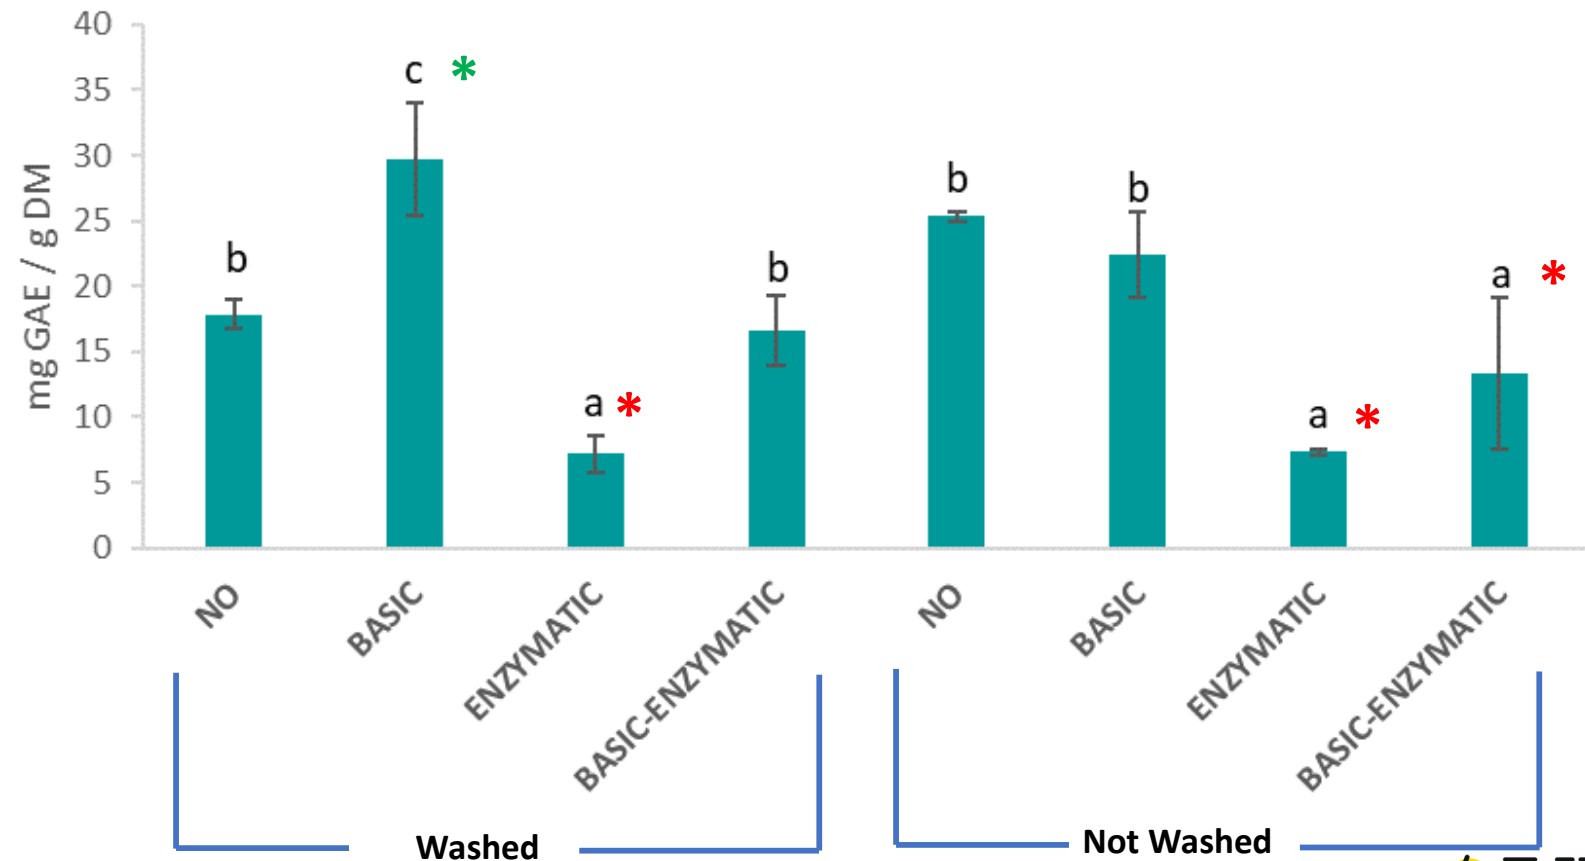 mg GAE / g DM
40
35
30
25
20
15
10
5
0
b
c *
a *
b
b
b
a *
a *
NO
BASIC
ENZYMATIC
BASIC-ENZYMATIC
NO
BASIC
ENZYMATIC
BASIC-ENZYMATIC
Washed
Not Washed